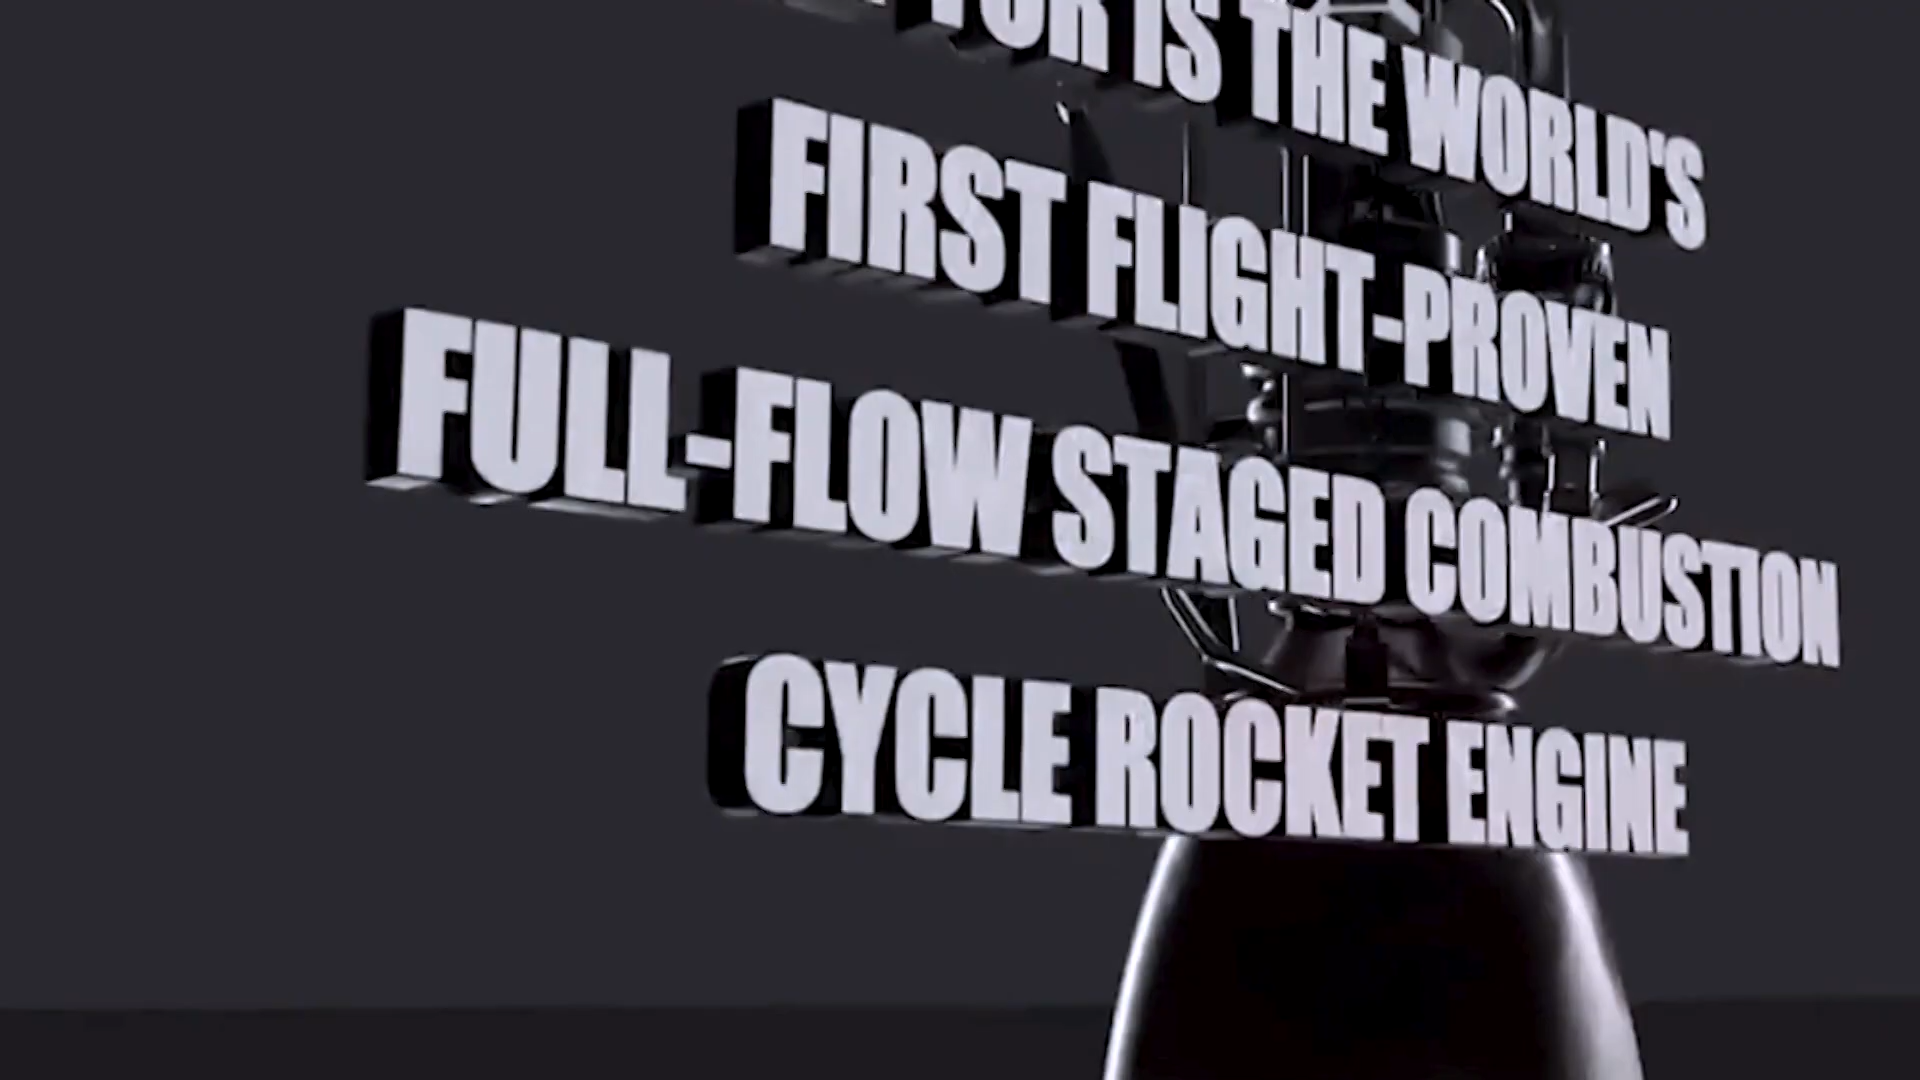 IS THE WORLD'S
FIRST FLIGHT-PROVEN
FULL-FLOW STAGED COMBUSTION
CYCLE ROCKET ENGINE